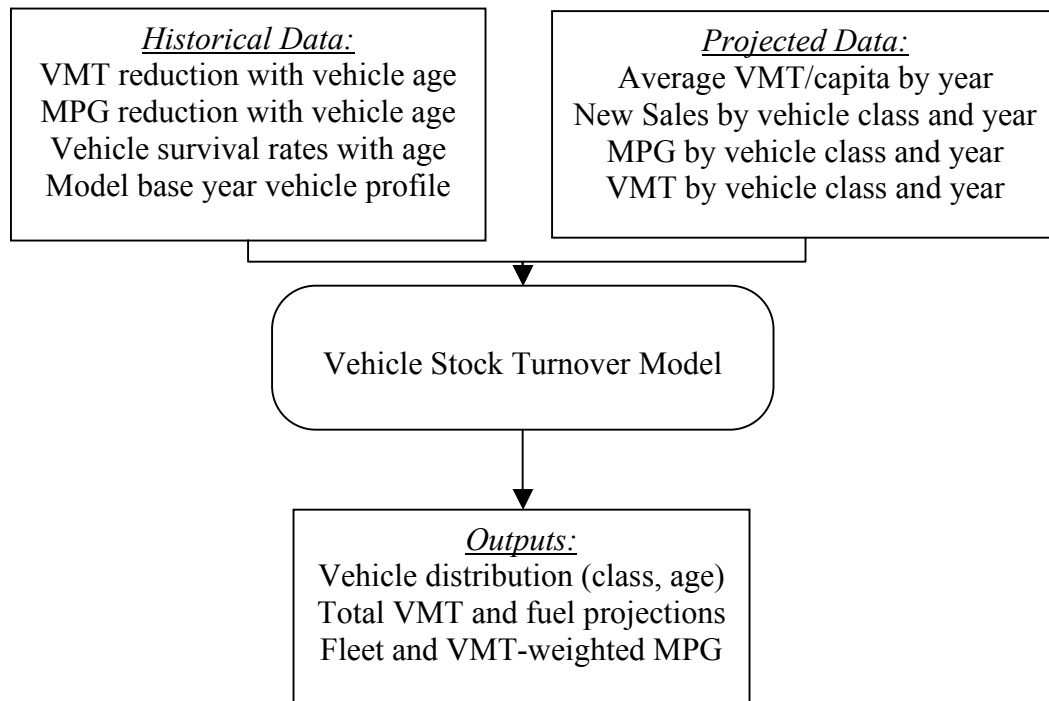 Historical Data:
VMT reduction with vehicle age
MPG reduction with vehicle age
Vehicle survival rates with age
Model base year vehicle profile
Projected Data:
Average VMT/capita by year
New Sales by vehicle class and year
MPG by vehicle class and year
VMT by vehicle class and year
Vehicle Stock Turnover Model
Outputs:
Vehicle distribution (class, age)
Total VMT and fuel projections
Fleet and VMT-weighted MPG